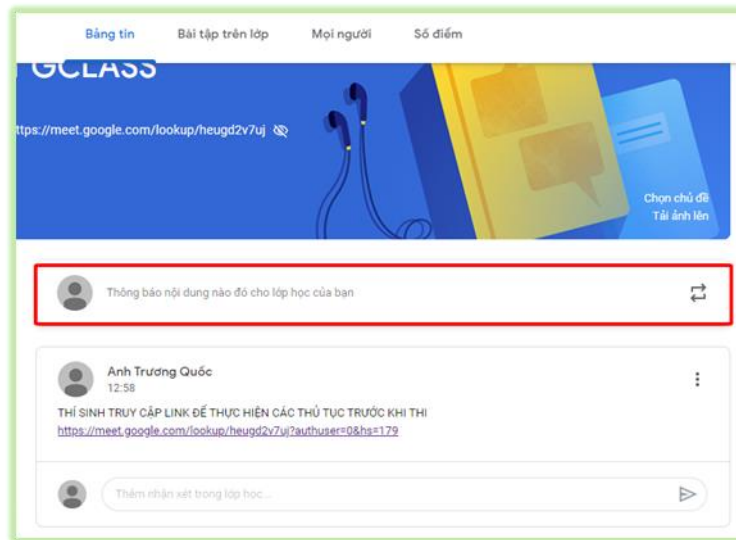 Bảng tin Bài tập trên lớp Mọi người Số điểm
GCLASS
ttps://meet.google.com/lookup/heugd2v7uj
Chọn chủ đề
Tải ảnh lên
Thông báo nội dung nào đó cho lớp học của bạn
Anh Trương Quốc
12:58
THÍ SINH TRUY CẬP LINK ĐỂ THỰC HIỆN CÁC THỦ TỤC TRƯỚC KHI THI
https://meet.google.com/lookup/heugd2v7uj?authuser=0&hs=179
Thêm nhận xét trong lớp học...